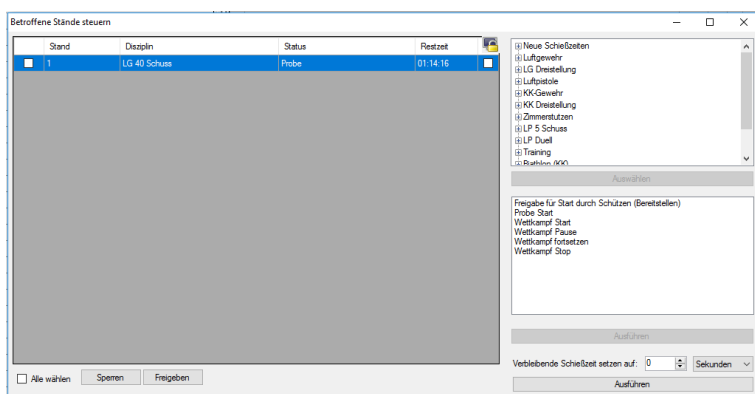 Betroffene Stände steuern
Stand Disziplin Status Restzeit
1 LG 40 Schuss Probe 01:14:16
Alle wählen Sperren Freigeben
Neue Schießzeiten
Luftgewehr
LG Dreistellung
Luftpistole
KK-Gewehr
KK Dreistellung
Zimmerstutzen
LP 5 Schuss
LP Duell
Training
Biathlon (KK)
Auswählen
Freigabe für Start durch Schützen (Bereitstellen)
Probe Start
Wettkampf Start
Wettkampf Pause
Wettkampf fortsetzen
Wettkampf Stop
Ausführen
Verbleibende Schießzeit setzen auf: 0 Sekunden
Ausführen